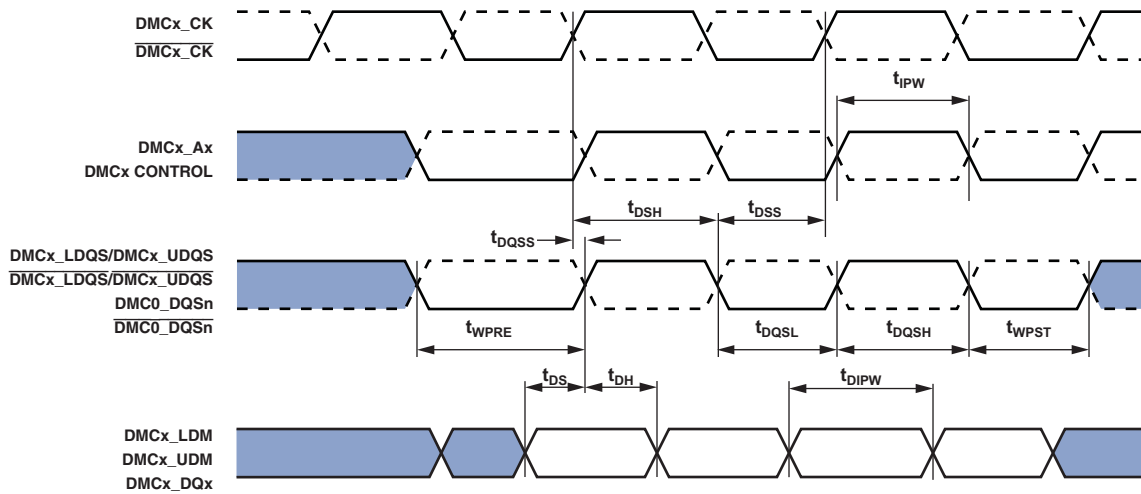 DMCx_CK
DMCx_CK
tIPW
DMCx_Ax
DMCx CONTROL
tDSH
tDSS
tDQSS
DMCx_LDQS/DMCx_UDQS
DMCx_LDQS/DMCx_UDQS
DMC0_DQSn
DMC0_DQSn
tWPRE
tDQSL
tDQSH
tWPST
tDS
tDH
tDIPW
DMCx_LDM
DMCx_UDM
DMCx_DQx